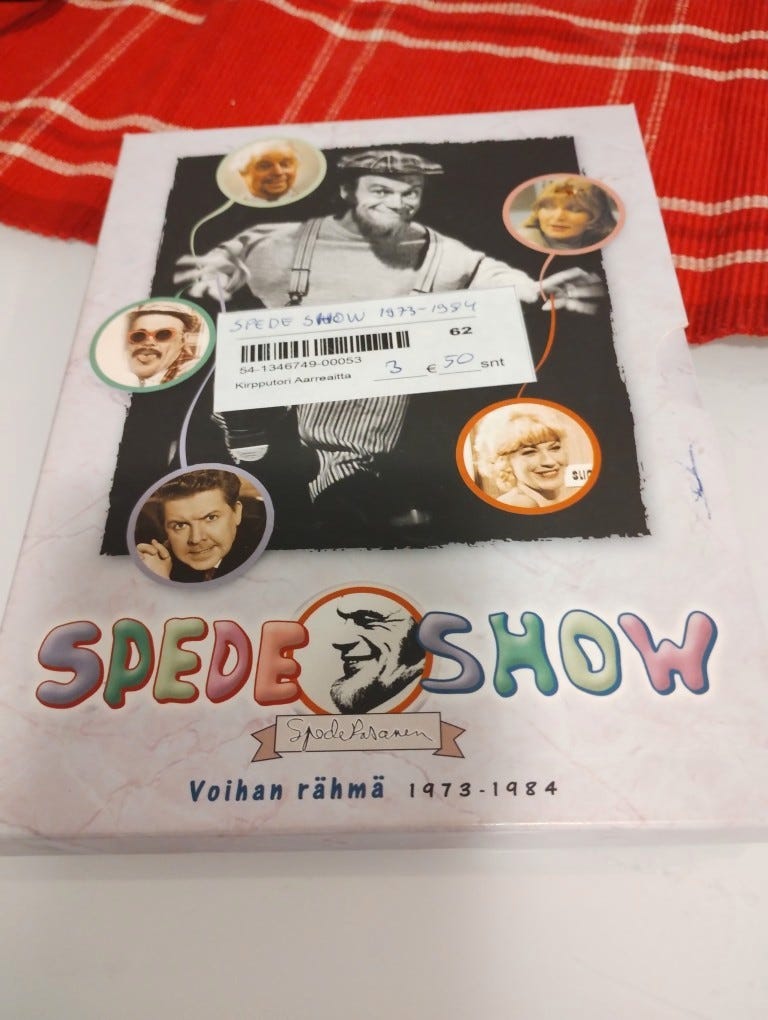 SPEDE SHOW 1973-1984
62
54-1346749-00053
3 € 50 snt
Kirpputori Aarreaitta
SPEDE SHOW
Spede Pasanen
Voihan rähmä 1973-1984